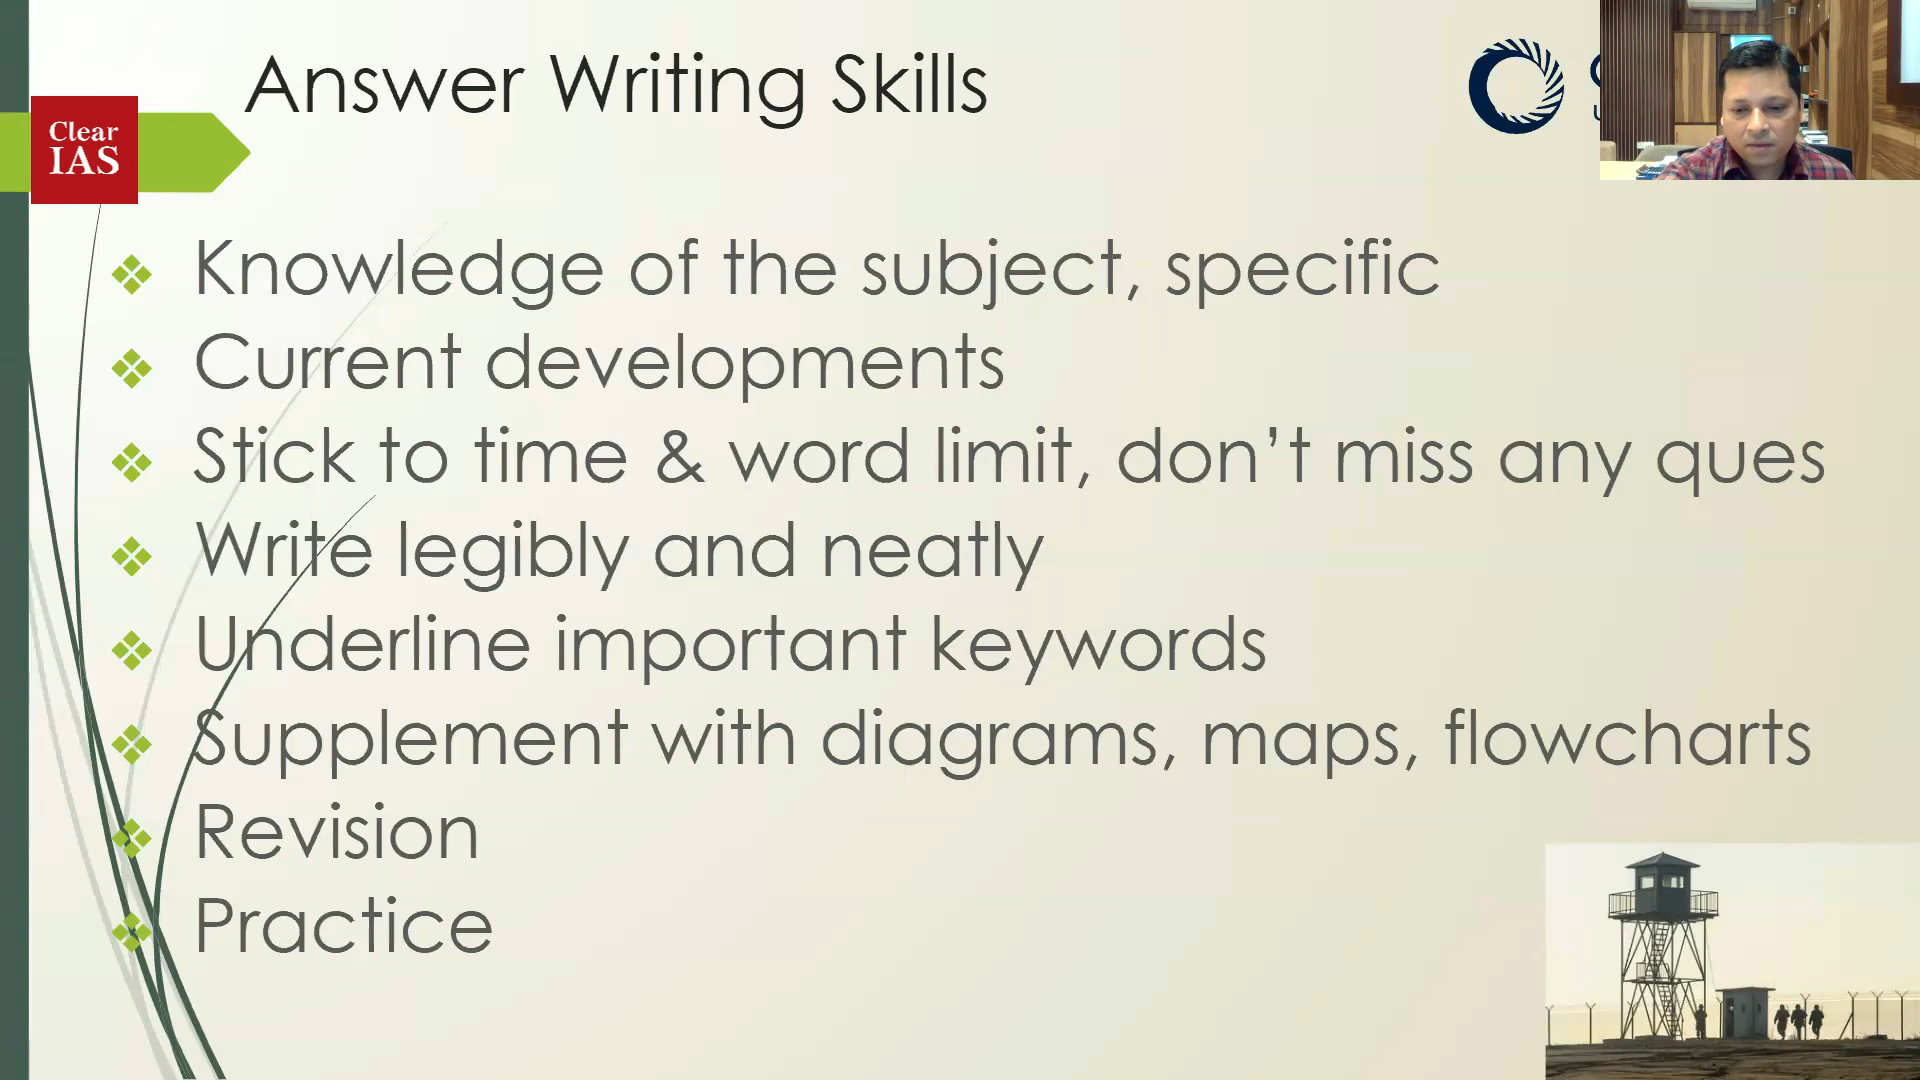 Answer Writing Skills
Clear
IAS
Knowledge of the subject, specific
Current developments
Stick to time & word limit, don’t miss any ques
Write legibly and neatly
Underline important keywords
Supplement with diagrams, maps, flowcharts
Revision
Practice